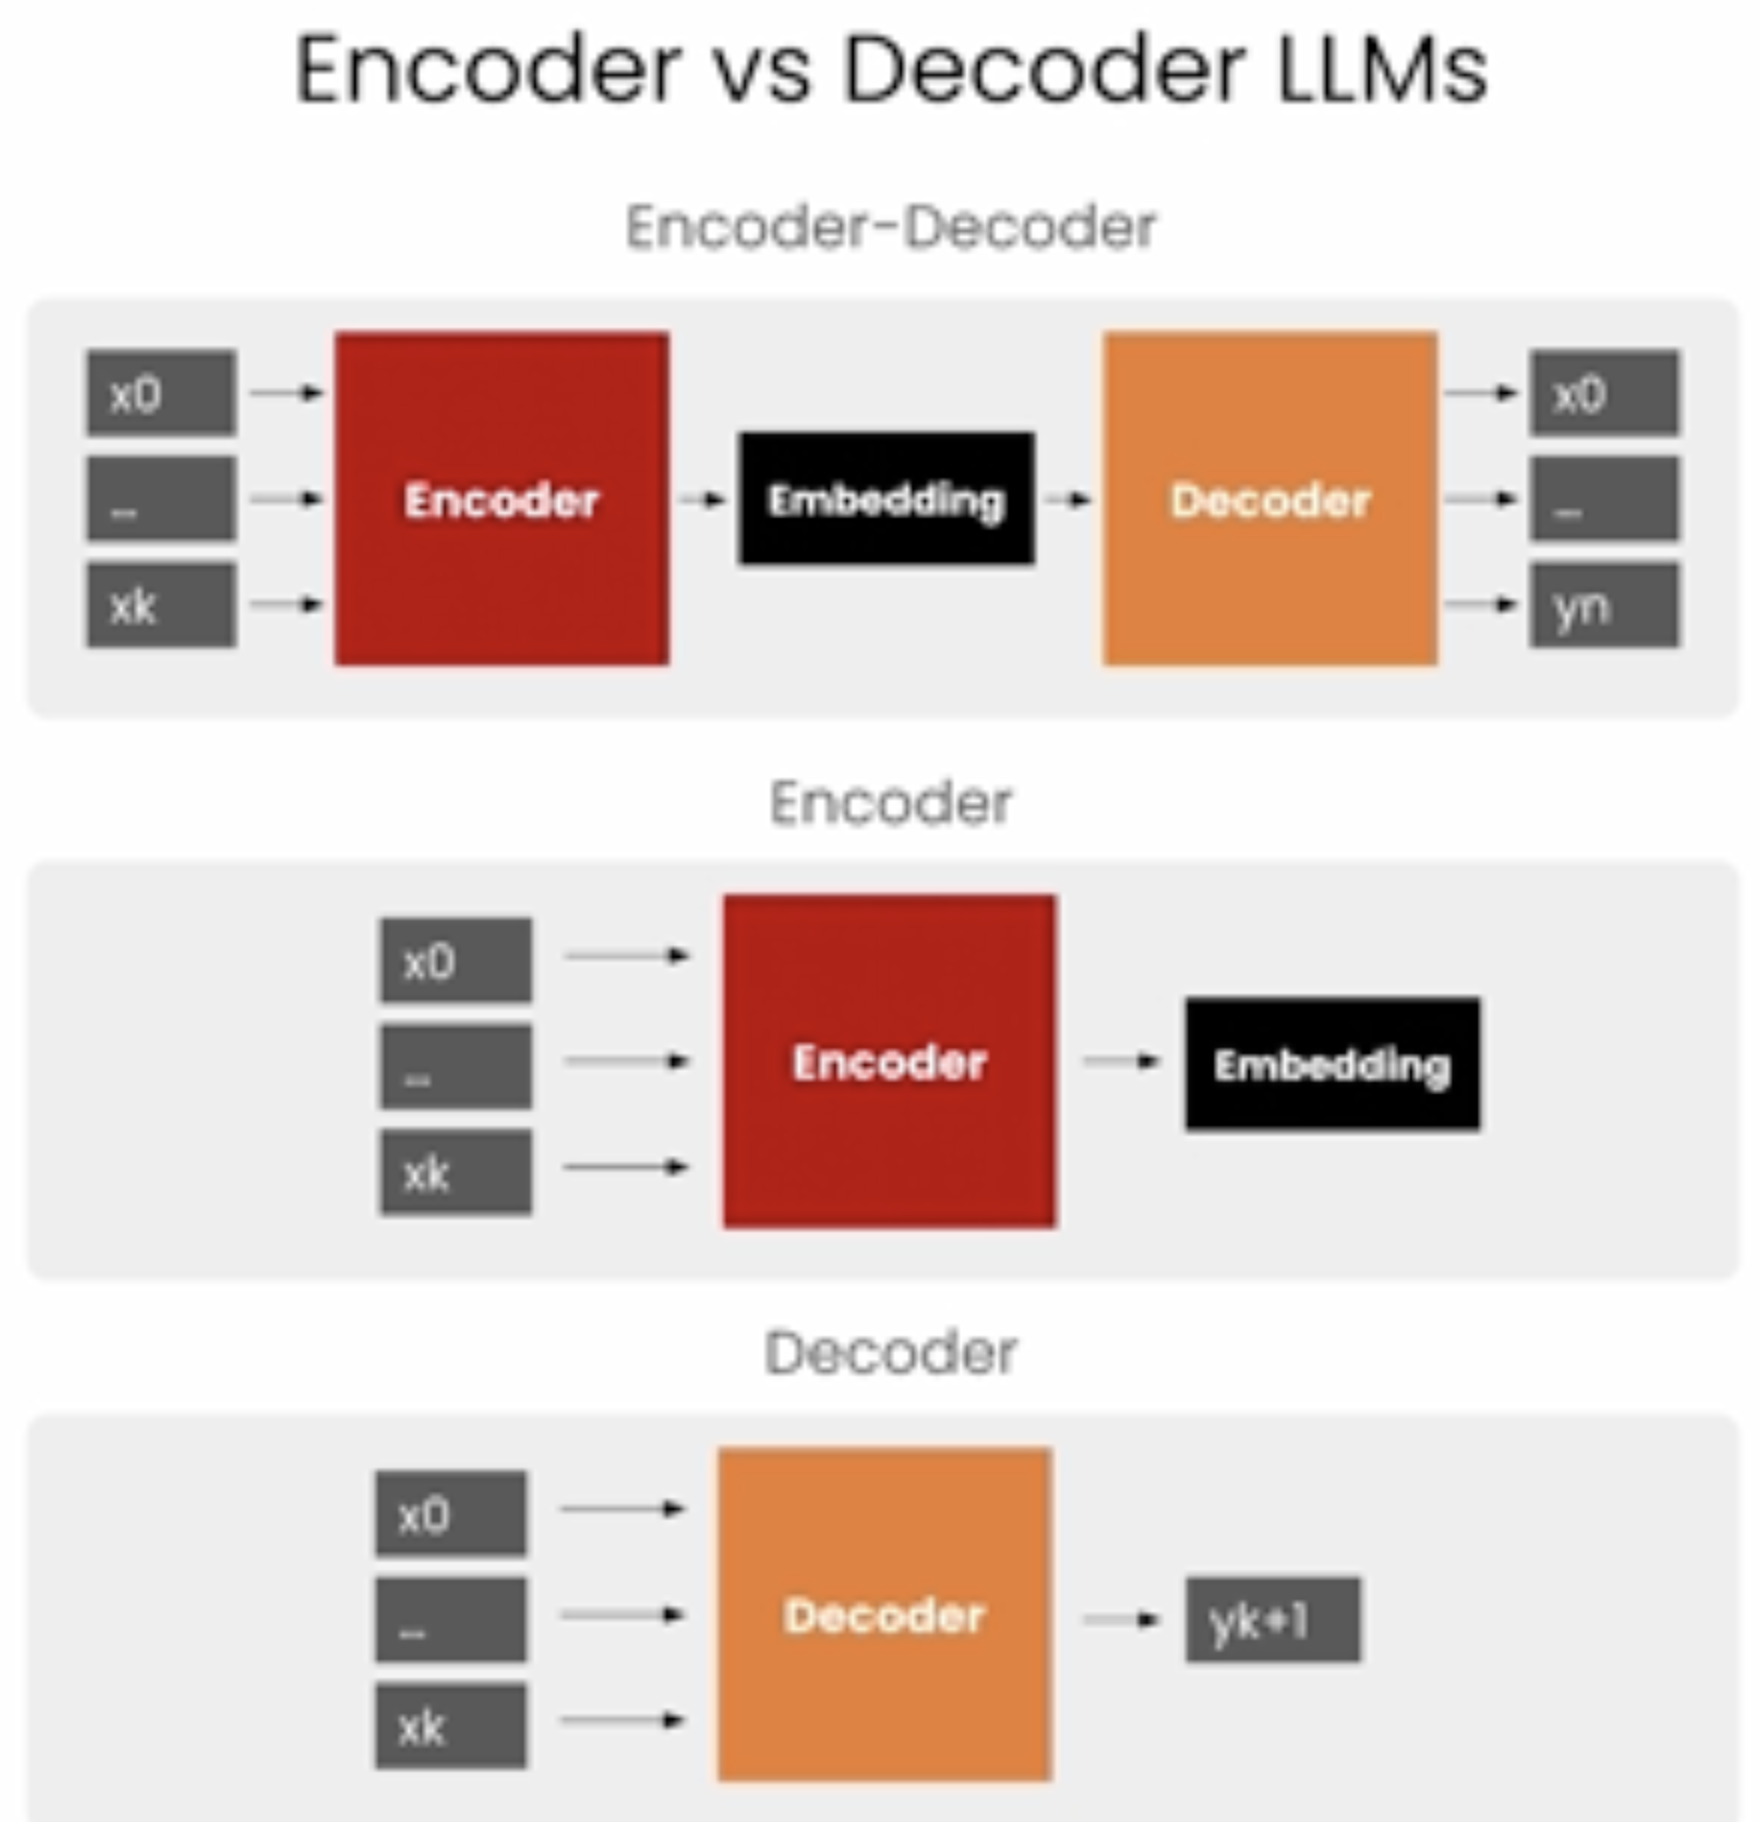 Encoder vs Decoder LLMs
Encoder-Decoder
x0
...
xk
Encoder
Embedding
Decoder
x0
...
yn
Encoder
x0
...
xk
Encoder
Embedding
Decoder
x0
...
xk
Decoder
yk+1